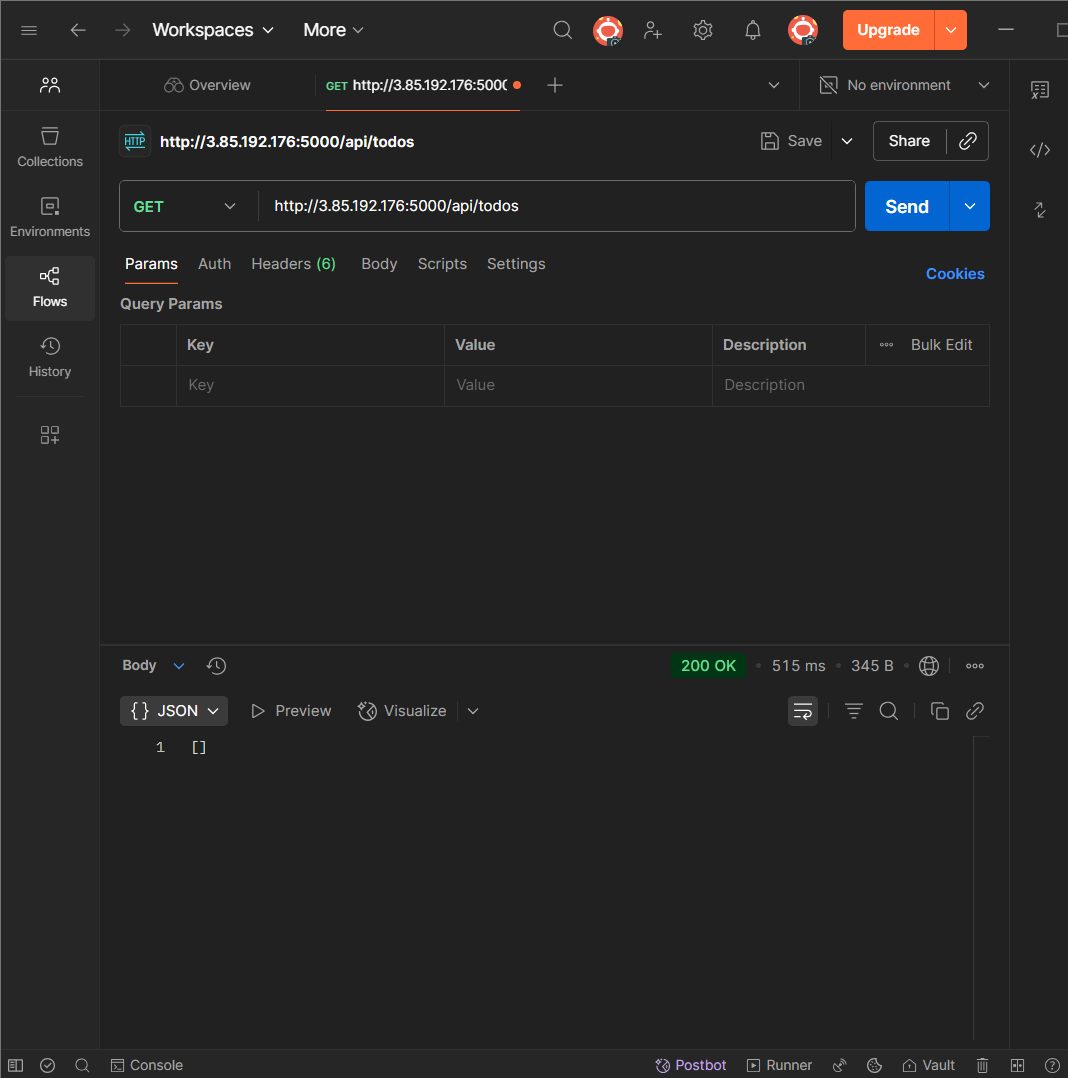 Workspaces More Upgrade
Overview GET http://3.85.192.176:5000 No environment
HTTP http://3.85.192.176:5000/api/todos Save Share
Collections
GET http://3.85.192.176:5000/api/todos Send
Environments
Params Auth Headers (6) Body Scripts Settings Cookies
Flows
Query Params
Key Value Description Bulk Edit
History
Key Value Description
Body 200 OK 515 ms 345 B
{} JSON Preview Visualize
1 []
Console Postbot Runner Vault